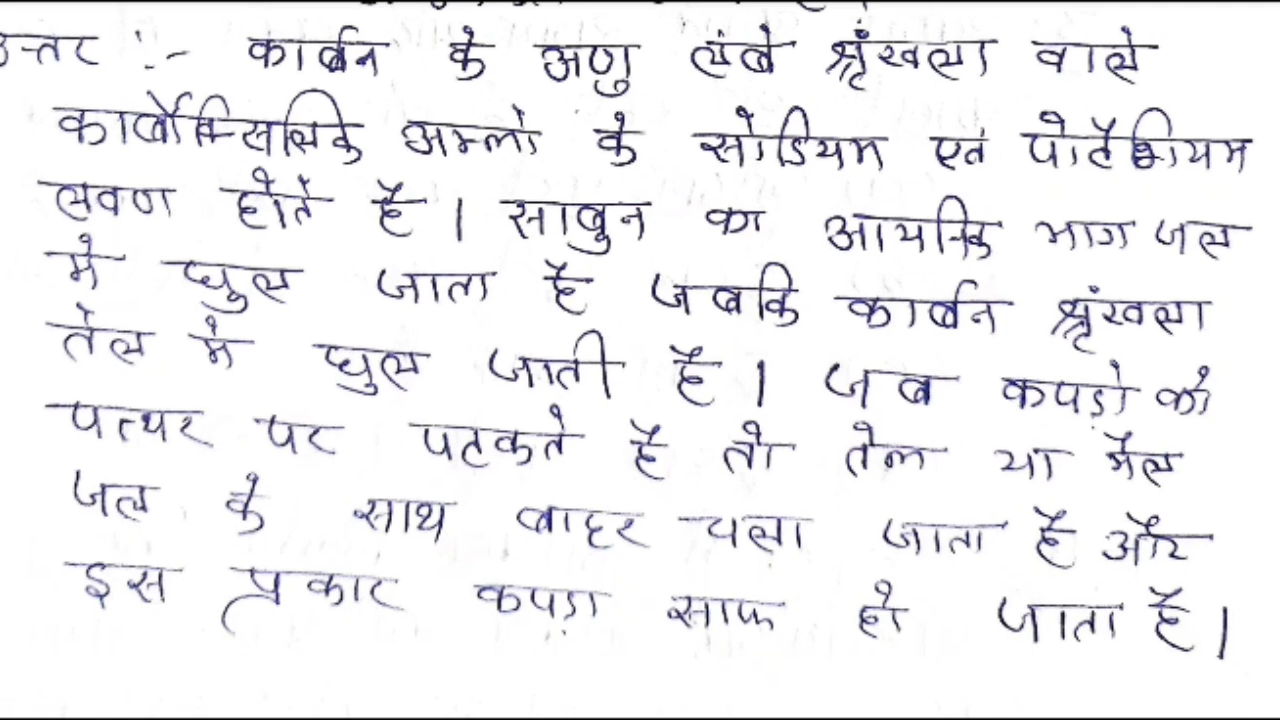 उत्तर :- कार्बन के अणु लंबे श्रृंखला वाले
कार्बोक्सिलिक अम्लो के सोडियम एवं पोटैशियम
लवण होते है। साबुन का आयनिक भाग जल
मे घुल जाता है जबकि कार्बन श्रृंखला
तेल मे घुल जाती है। जब कपड़ो को
पत्थर पर पटकते है तो तेल या मैल
जल के साथ बाहर चला जाता है और
इस प्रकार कपड़ा साफ हो जाता है।